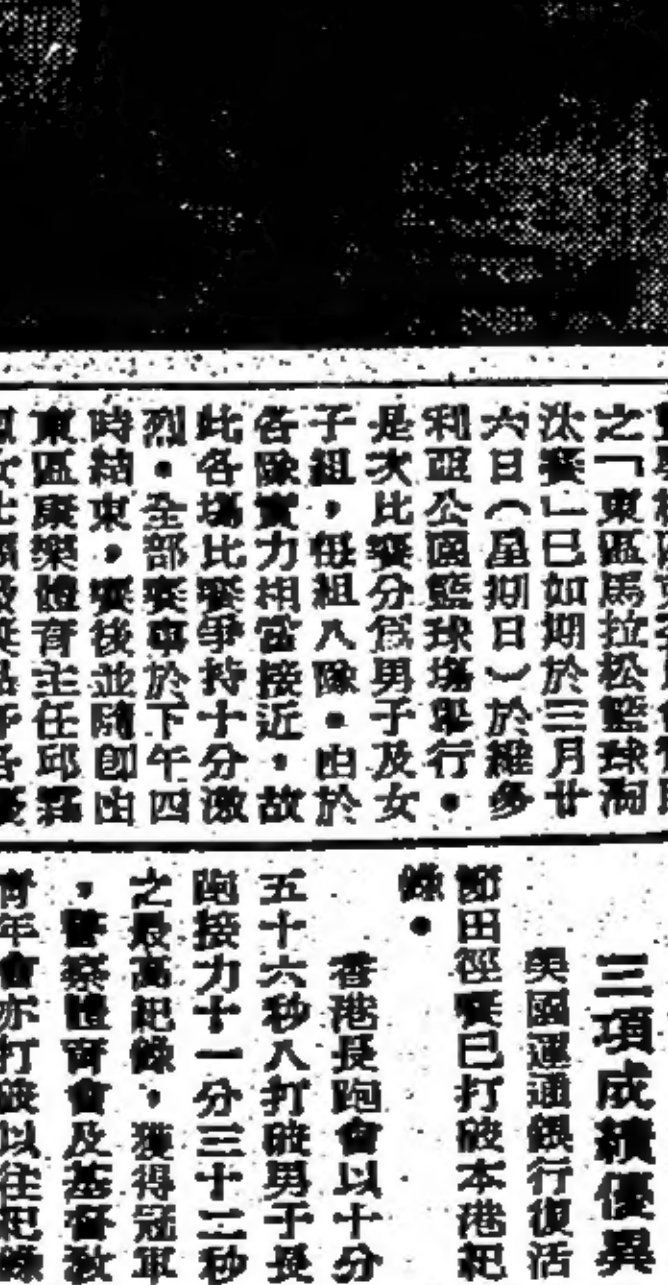 之「東區馬拉松籃球淘
汰賽」已如期於三月廿
六日（星期日）於維多
利亞公園籃球塲舉行。
是次比賽分爲男子及女
子組，每組八隊。由於
各隊實力相當接近，故
此各塲比賽爭持十分激
烈。全部賽事於下午四
時結束，賽後並隨卽由
東區康樂體育主任邱霜
三項成績優異
美國運通銀行復活
節田徑賽已打破本港紀
錄。
香港長跑會以十分
五十六秒八打破男子長
跑接力十一分三十二秒
之最高紀錄，獲得冠軍
，警察體育會及基督教
青年會亦打破以往紀錄